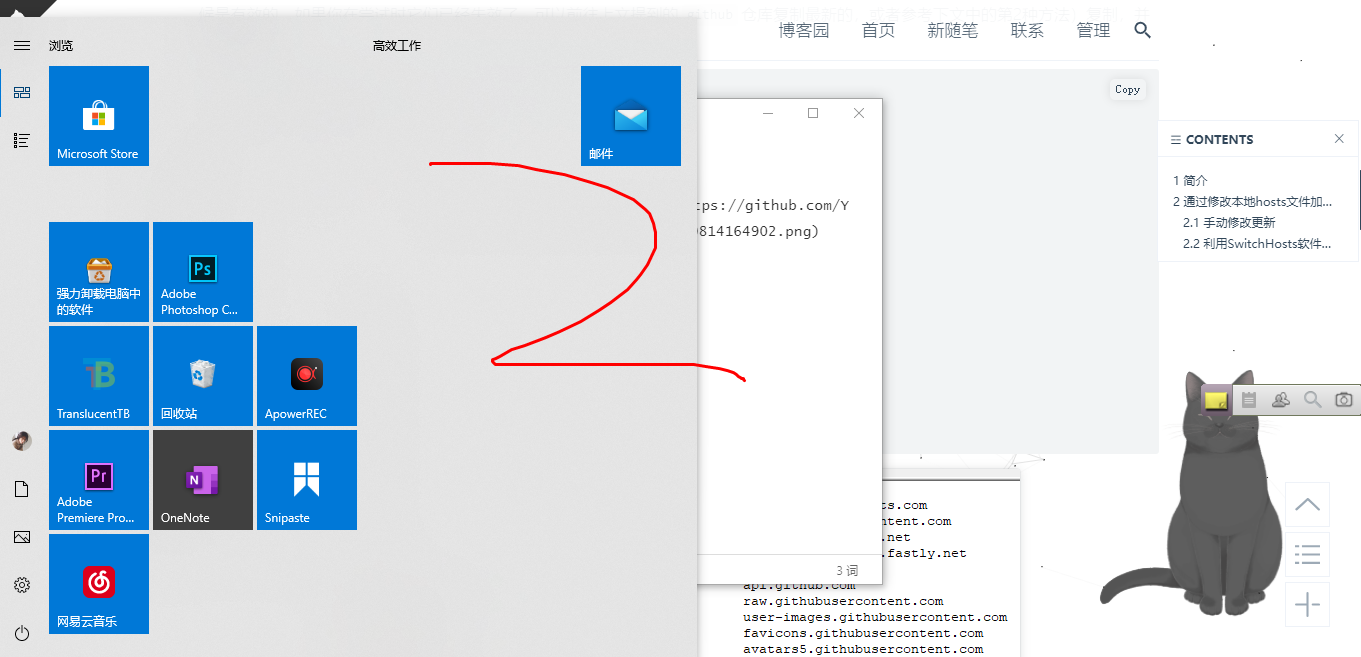 博客园
首页
新随笔
联系
管理
浏览
高效工作
Microsoft Store
邮件
强力卸载电脑中
的软件
Ps
Adobe
Photoshop C...
TB
TranslucentTB
回收站
ApowerREC
Pr
Adobe
Premiere Pro...
N
OneNote
Snipaste
网易云音乐
tps://github.com/Y
814164902.png)
3 词
Copy
CONTENTS
1 简介
2 通过修改本地hosts文件加...
2.1 手动修改更新
2.2 利用SwitchHosts软件...
ts.com
ntent.com
.net
.fastly.net
api.github.com
raw.githubusercontent.com
user-images.githubusercontent.com
favicons.githubusercontent.com
avatars5.githubusercontent.com